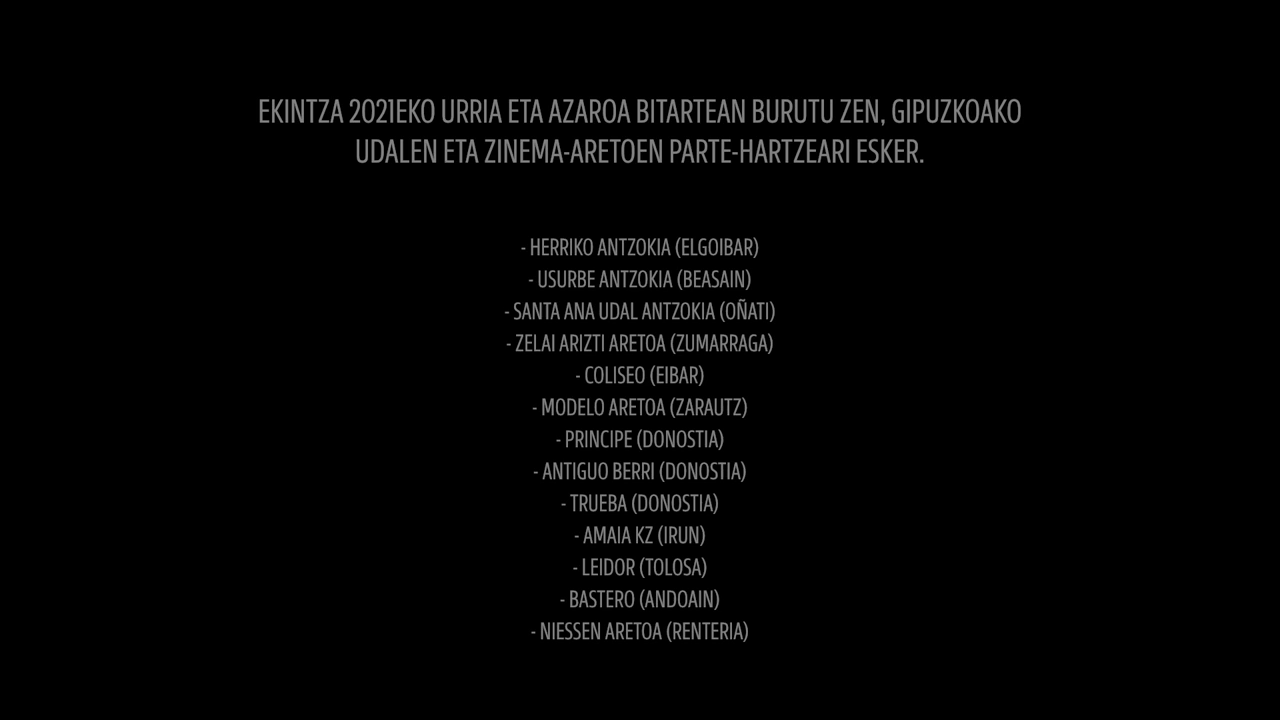 EKINTZA 2021EKO URRIA ETA AZAROA BITARTEAN BURUTU ZEN, GIPUZKOAKO
UDALEN ETA ZINEMA-ARETOEN PARTE-HARTZEARI ESKER.
- HERRIKO ANTZOKIA (ELGOIBAR)
- USURBE ANTZOKIA (BEASAIN)
- SANTA ANA UDAL ANTZOKIA (OÑATI)
- ZELAI ARIZTI ARETOA (ZUMARRAGA)
- COLISEO (EIBAR)
- MODELO ARETOA (ZARAUTZ)
- PRINCIPE (DONOSTIA)
- ANTIGUO BERRI (DONOSTIA)
- TRUEBA (DONOSTIA)
- AMAIA KZ (IRUN)
- LEIDOR (TOLOSA)
- BASTERO (ANDOAIN)
- NIESSEN ARETOA (RENTERIA)